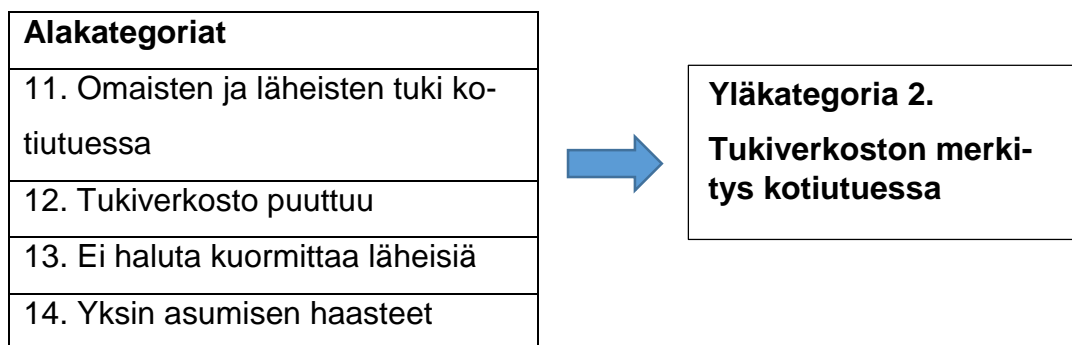 Alakategoriat
11. Omaisten ja läheisten tuki ko-
tiutuessa
12. Tukiverkosto puuttuu
13. Ei haluta kuormittaa läheisiä
14. Yksin asumisen haasteet
Yläkategoria 2.
Tukiverkoston merki-
tys kotiutuessa